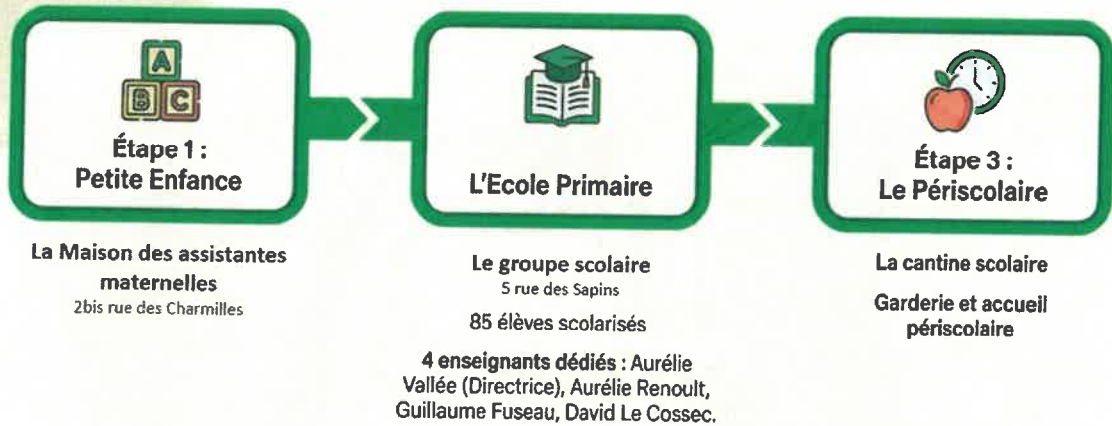 A
B C
Étape 1 :
Petite Enfance
La Maison des assistantes
maternelles
2bis rue des Charmilles
L'Ecole Primaire
Le groupe scolaire
5 rue des Sapins
85 élèves scolarisés
4 enseignants dédiés : Aurélie
Vallée (Directrice), Aurélie Renoult,
Guillaume Fuseau, David Le Cossec.
Étape 3 :
Le Périscolaire
La cantine scolaire
Garderie et accueil
périscolaire